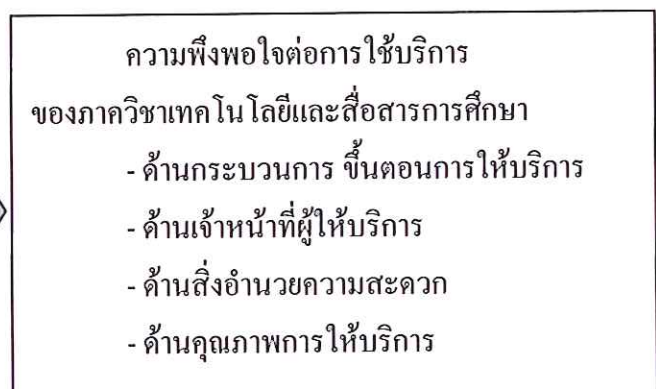 ความพึงพอใจต่อการใช้บริการ
ของภาควิชาเทคโนโลยีและสื่อสารการศึกษา
- ด้านกระบวนการ ขึ้นตอนการให้บริการ
- ด้านเจ้าหน้าที่ผู้ให้บริการ
- ด้านสิ่งอำนวยความสะดวก
- ด้านคุณภาพการให้บริการ